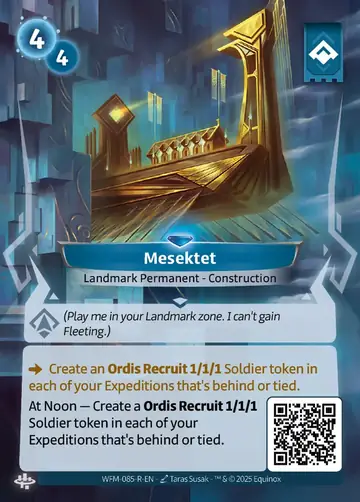 4
4
Mesektet
Landmark Permanent - Construction
(Play me in your Landmark zone. I can't gain
Fleeting.)
Create an Ordis Recruit 1/1/1 Soldier token in
each of your Expeditions that's behind or tied.
At Noon — Create a Ordis Recruit 1/1/1
Soldier token in each of your
Expeditions that's behind or tied.
WFM-085-R-EN - Taras Susak - ™ & © 2025 Equinox